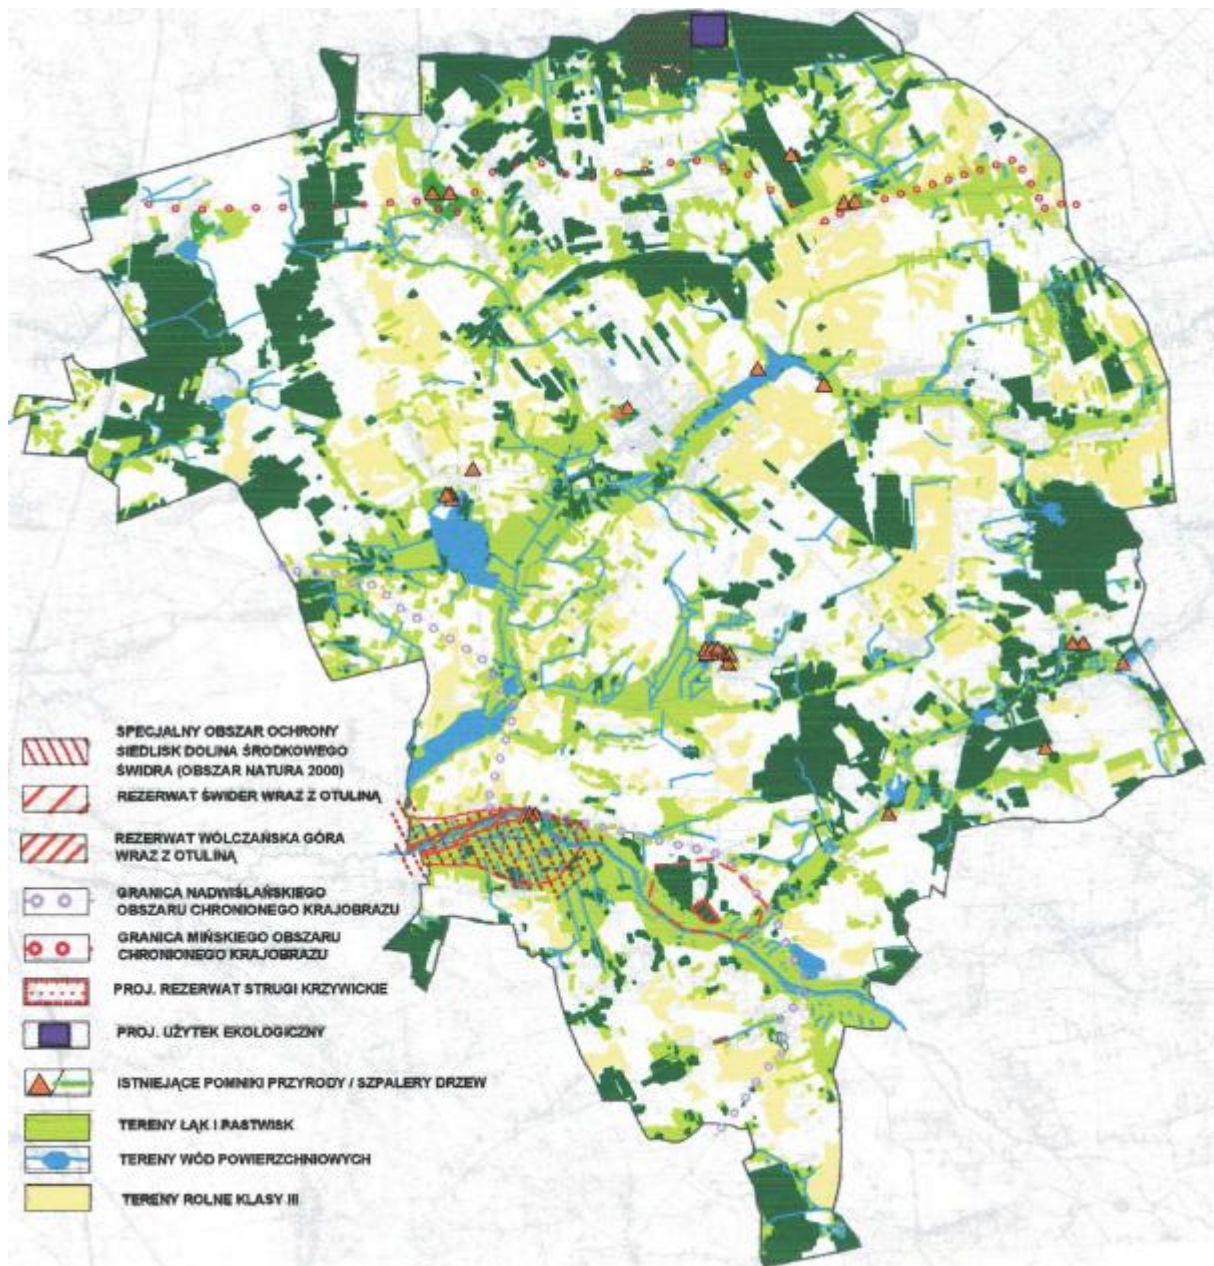 SPECJALNY OBSZAR OCHRONY
SIEDLISK DOLINA ŚRODKOWEGO
ŚWIDRA (OBSZAR NATURA 2000)
REZERWAT ŚWIDER WRAZ Z OTULINĄ
REZERWAT WÓLCZAŃSKA GÓRA
WRAZ Z OTULINĄ
GRANICA NADWIŚLAŃSKIEGO
OBSZARU CHRONIONEGO KRAJOBRAZU
GRANICA MIŃSKIEGO OBSZARU
CHRONIONEGO KRAJOBRAZU
PROJ. REZERWAT STRUGI KRZYWICKIE
PROJ. UŻYTEK EKOLOGICZNY
ISTNIEJĄCE POMNIKI PRZYRODY / SZPALERY DRZEW
TERENY ŁĄK I PASTWISK
TERENY WÓD POWIERZCHNIOWYCH
TERENY ROLNE KLASY III